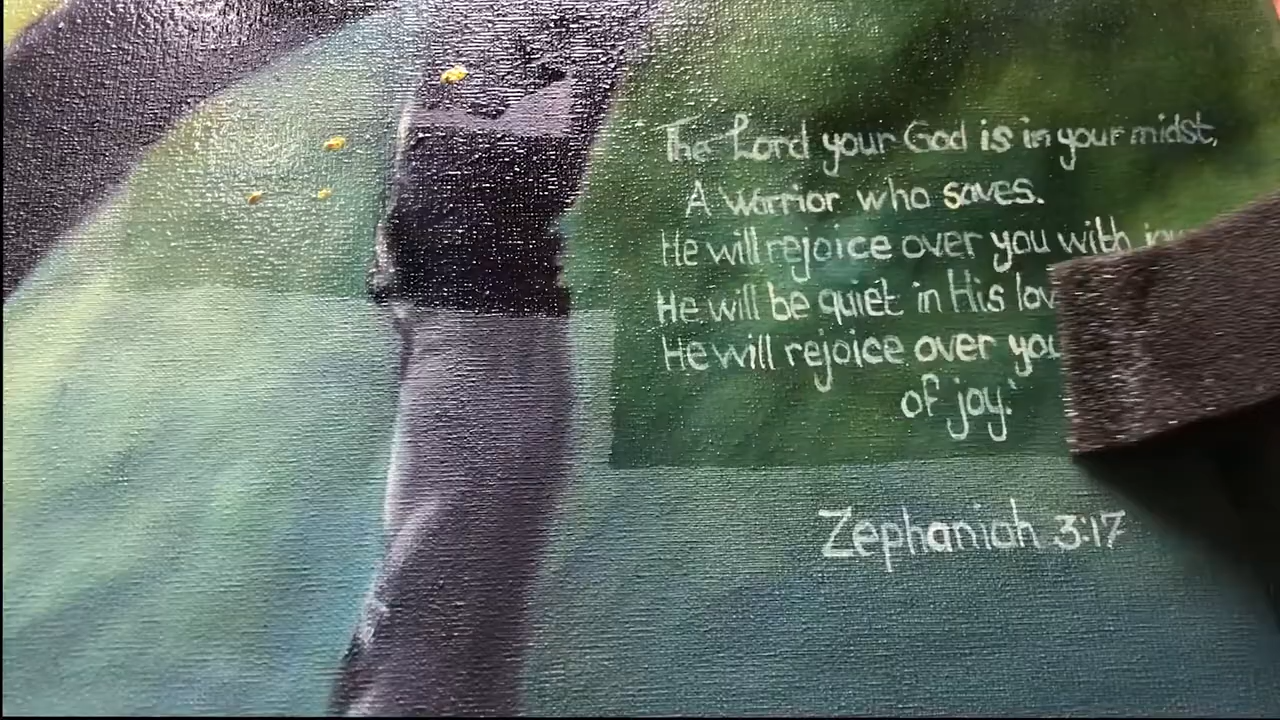 The Lord your God is in your midst,
A Warrior who saves.
He will rejoice over you with
He will be quiet in His
He will rejoice over
of joy.'
Zephaniah 3:17